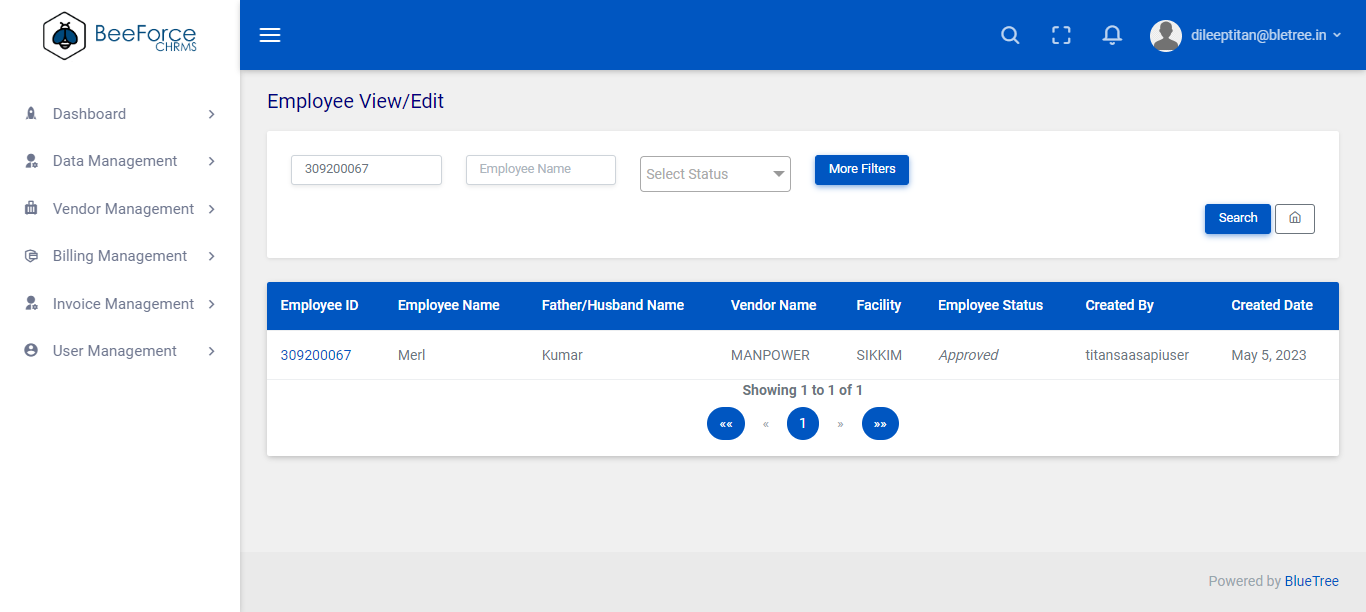 BeeForce
CHRMS
dileeptitan@bletree.in
Dashboard
Data Management
Vendor Management
Billing Management
Invoice Management
User Management
Employee View/Edit
309200067 Employee Name Select Status More Filters
Search
Employee ID Employee Name Father/Husband Name Vendor Name Facility Employee Status Created By Created Date
309200067 Merl Kumar MANPOWER SIKKIM Approved titansaasapiuser May 5, 2023
Showing 1 to 1 of 1
«« « 1 » »»
Powered by BlueTree